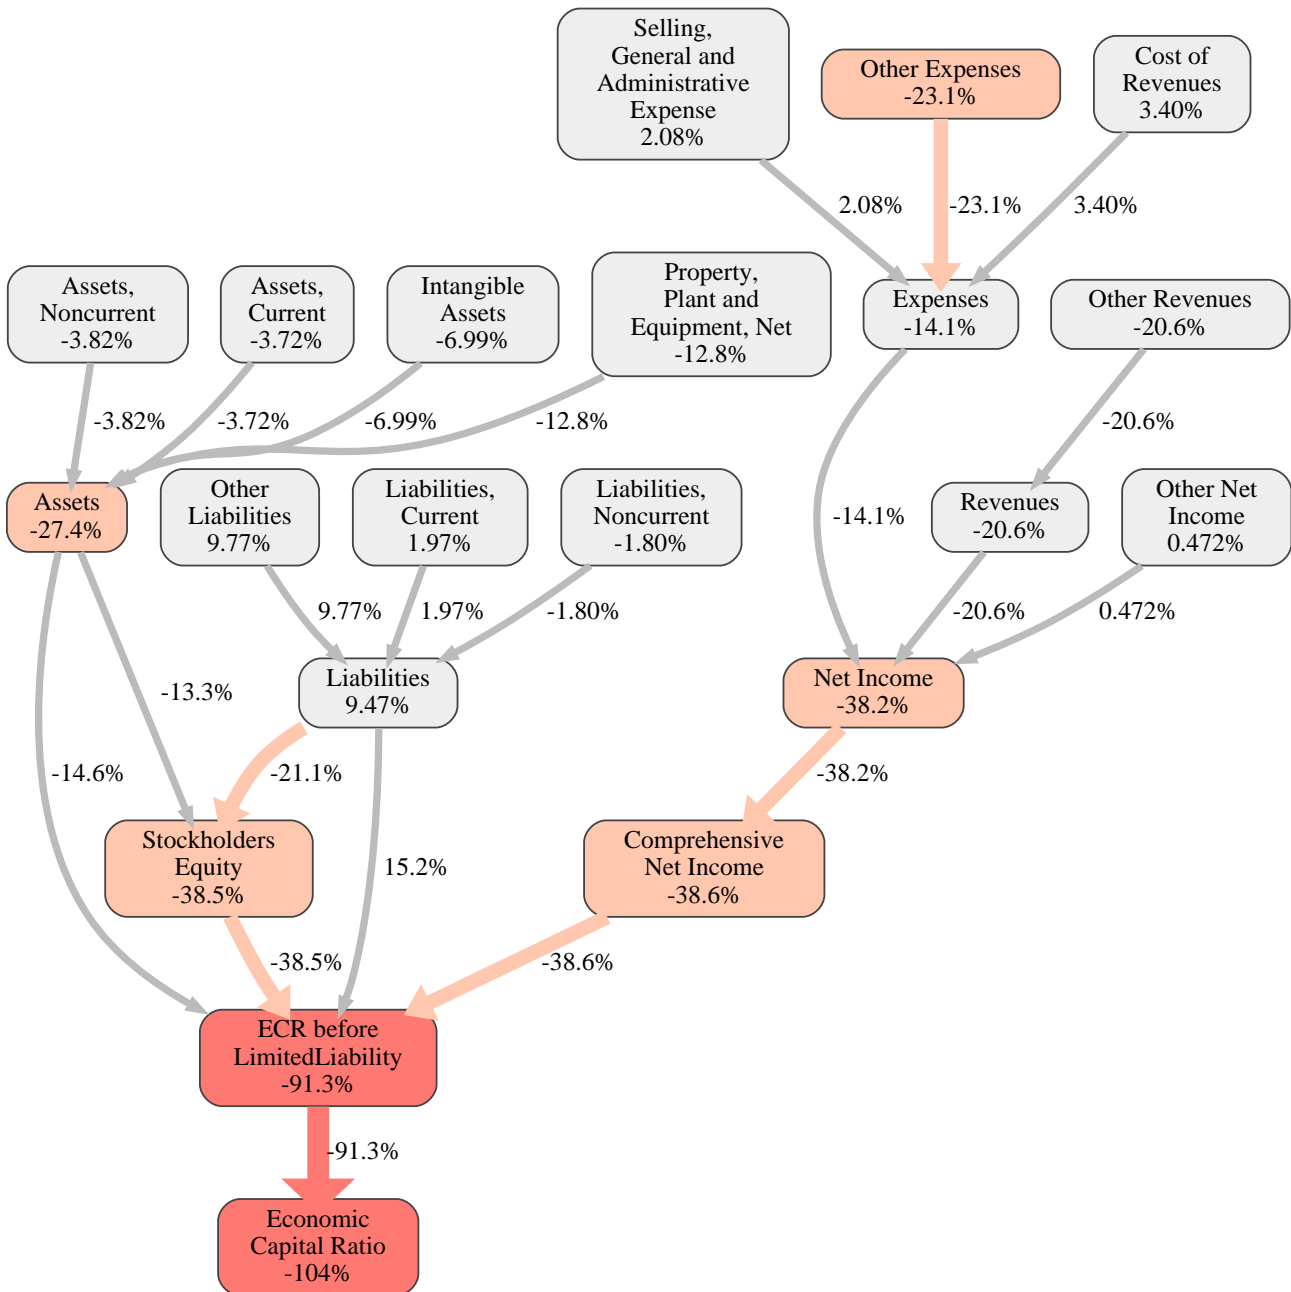 Selling,
General and
Administrative
Expense
2.08%
Other Expenses
-23.1%
Cost of
Revenues
3.40%
2.08%
-23.1%
3.40%
Assets,
Noncurrent
-3.82%
Assets,
Current
-3.72%
Intangible
Assets
-6.99%
Property,
Plant and
Equipment, Net
-12.8%
Expenses
-14.1%
Other Revenues
-20.6%
-3.82%
-3.72%
-6.99%
-12.8%
-20.6%
Assets
-27.4%
Other
Liabilities
9.77%
Liabilities,
Current
1.97%
Liabilities,
Noncurrent
-1.80%
-14.1%
Revenues
-20.6%
Other Net
Income
0.472%
9.77%
1.97%
-1.80%
-20.6%
0.472%
-13.3%
Liabilities
9.47%
Net Income
-38.2%
-14.6%
-21.1%
-38.2%
Stockholders
Equity
-38.5%
15.2%
Comprehensive
Net Income
-38.6%
-38.5%
-38.6%
ECR before
LimitedLiability
-91.3%
-91.3%
Economic
Capital Ratio
-104%